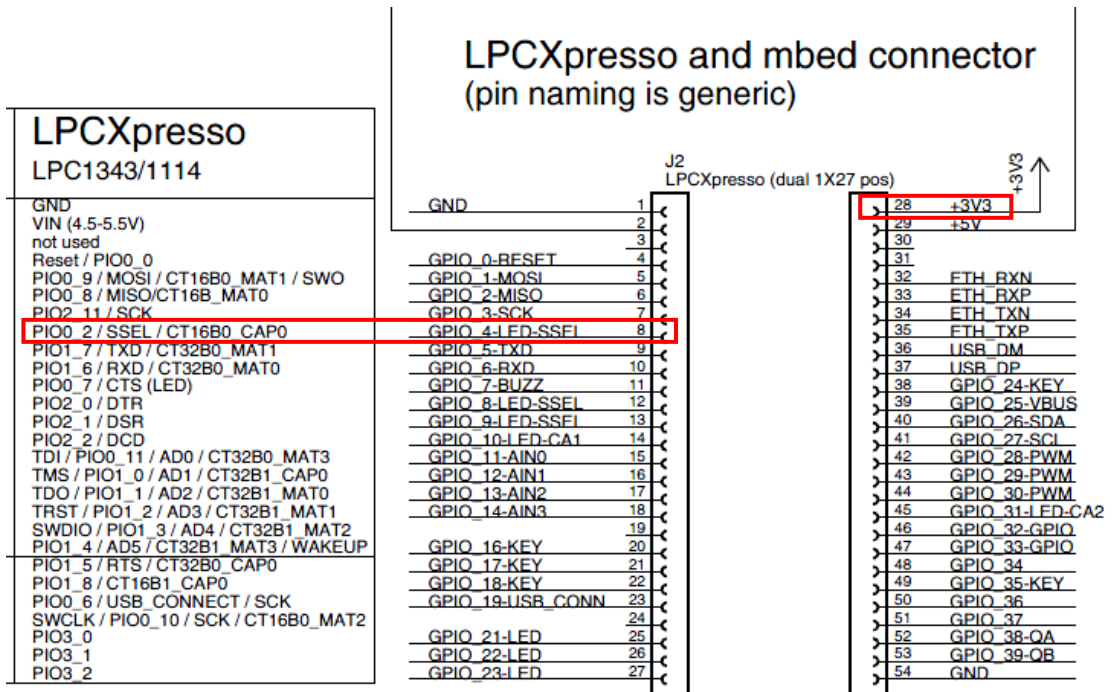 LPCXpresso and mbed connector
(pin naming is generic)
LPCXpresso
LPC1343/1114
GND
VIN (4.5-5.5V)
not used
Reset / PIO0_0
PIO0_9 / MOSI / CT16B0_MAT1 / SWO
PIO0_8 / MISO/CT16B_MAT0
PIO2_11 / SCK
PIO0_2 / SSEL / CT16B0_CAP0
PIO1_7 / TXD / CT32B0_MAT1
PIO1_6 / RXD / CT32B0_MAT0
PIO0_7 / CTS (LED)
PIO2_0 / DTR
PIO2_1 / DSR
PIO2_2 / DCD
TDI / PIO0_11 / AD0 / CT32B0_MAT3
TMS / PIO1_0 / AD1 / CT32B1_CAP0
TDO / PIO1_1 / AD2 / CT32B1_MAT0
TRST / PIO1_2 / AD3 / CT32B1_MAT1
SWDIO / PIO1_3 / AD4 / CT32B1_MAT2
PIO1_4 / AD5 / CT32B1_MAT3 / WAKEUP
PIO1_5 / RTS / CT32B0_CAP0
PIO1_8 / CT16B1_CAP0
PIO0_6 / USB_CONNECT / SCK
SWCLK / PIO0_10 / SCK / CT16B0_MAT2
PIO3_0
PIO3_1
PIO3_2
J2
LPCXpresso (dual 1X27 pos)
+3V3
GND 1
2
3
GPIO_0-RESET 4
GPIO_1-MOSI 5
GPIO_2-MISO 6
GPIO_3-SCK 7
GPIO_4-LED-SSEL 8
GPIO_5-TXD 9
GPIO_6-RXD 10
GPIO_7-BUZZ 11
GPIO_8-LED-SSEL 12
GPIO_9-LED-SSEL 13
GPIO_10-LED-CA1 14
GPIO_11-AIN0 15
GPIO_12-AIN1 16
GPIO_13-AIN2 17
GPIO_14-AIN3 18
19
GPIO_16-KEY 20
GPIO_17-KEY 21
GPIO_18-KEY 22
GPIO_19-USB_CONN 23
24
GPIO_21-LED 25
GPIO_22-LED 26
GPIO_23-LED 27
28 +3V3
29 +5V
30
31
32 ETH_RXN
33 ETH_RXP
34 ETH_TXN
35 ETH_TXP
36 USB_DM
37 USB_DP
38 GPIO_24-KEY
39 GPIO_25-VBUS
40 GPIO_26-SDA
41 GPIO_27-SCL
42 GPIO_28-PWM
43 GPIO_29-PWM
44 GPIO_30-PWM
45 GPIO_31-LED-CA2
46 GPIO_32-GPIO
47 GPIO_33-GPIO
48 GPIO_34
49 GPIO_35-KEY
50 GPIO_36
51 GPIO_37
52 GPIO_38-QA
53 GPIO_39-QB
54 GND